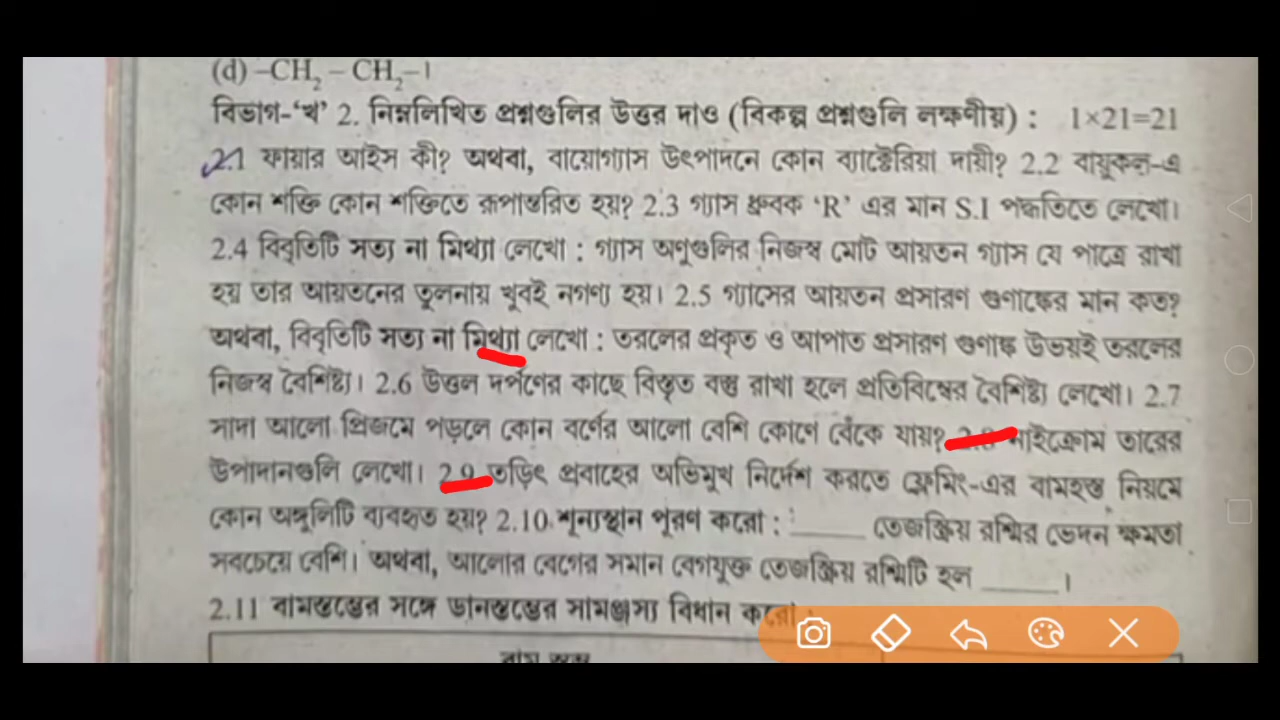 (d) –CH₂ – CH₂–।
বিভাগ-‘খ’ 2. নিম্নলিখিত প্রশ্নগুলির উত্তর দাও (বিকল্প প্রশ্নগুলি লক্ষণীয়) : 1×21=21
2.1 ফায়ার আইস কী? অথবা, বায়োগ্যাস উৎপাদনে কোন ব্যাক্টেরিয়া দায়ী? 2.2 বায়ুকল-এ
কোন শক্তি কোন শক্তিতে রূপান্তরিত হয়? 2.3 গ্যাস ধ্রুবক ‘R’ এর মান S.I পদ্ধতিতে লেখো।
2.4 বিবৃতিটি সত্য না মিথ্যা লেখো : গ্যাস অণুগুলির নিজস্ব মোট আয়তন গ্যাস যে পাত্রে রাখা
হয় তার আয়তনের তুলনায় খুবই নগণ্য হয়। 2.5 গ্যাসের আয়তন প্রসারণ গুণাঙ্কের মান কত?
অথবা, বিবৃতিটি সত্য না মিথ্যা লেখো : তরলের প্রকৃত ও আপাত প্রসারণ গুণাঙ্ক উভয়ই তরলের
নিজস্ব বৈশিষ্ট্য। 2.6 উত্তল দর্পণের কাছে বিস্তৃত বস্তু রাখা হলে প্রতিবিম্বের বৈশিষ্ট্য লেখো। 2.7
সাদা আলো প্রিজমে পড়লে কোন বর্ণের আলো বেশি কোণে বেঁকে যায়? 2.8 নাইক্রোম তারের
উপাদানগুলি লেখো। 2.9 তড়িৎ প্রবাহের অভিমুখ নির্দেশ করতে ফ্লেমিং-এর বামহস্ত নিয়মে
কোন অঙ্গুলিটি ব্যবহৃত হয়? 2.10 শূন্যস্থান পূরণ করো : ____ তেজস্ক্রিয় রশ্মির ভেদন ক্ষমতা
সবচেয়ে বেশি। অথবা, আলোর বেগের সমান বেগযুক্ত তেজস্ক্রিয় রশ্মিটি হল ____ ।
2.11 বামস্তম্ভের সঙ্গে ডানস্তম্ভের সামঞ্জস্য বিধান করো :